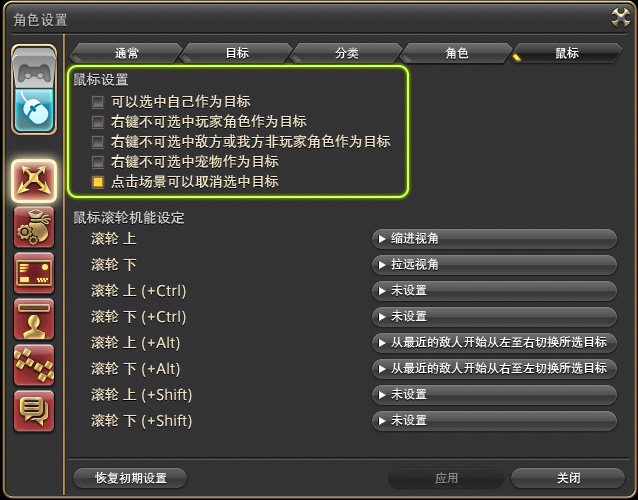 角色设置
通常 目标 分类 角色 鼠标
鼠标设置
可以选中自己作为目标
右键不可选中玩家角色作为目标
右键不可选中敌方或我方非玩家角色作为目标
右键不可选中宠物作为目标
点击场景可以取消选中目标
鼠标滚轮机能设定
滚轮 上 缩进视角
滚轮 下 拉远视角
滚轮 上 (+Ctrl) 未设置
滚轮 下 (+Ctrl) 未设置
滚轮 上 (+Alt) 从最近的敌人开始从左至右切换所选目标
滚轮 下 (+Alt) 从最近的敌人开始从右至左切换所选目标
滚轮 上 (+Shift) 未设置
滚轮 下 (+Shift) 未设置
恢复初期设置 应用 关闭